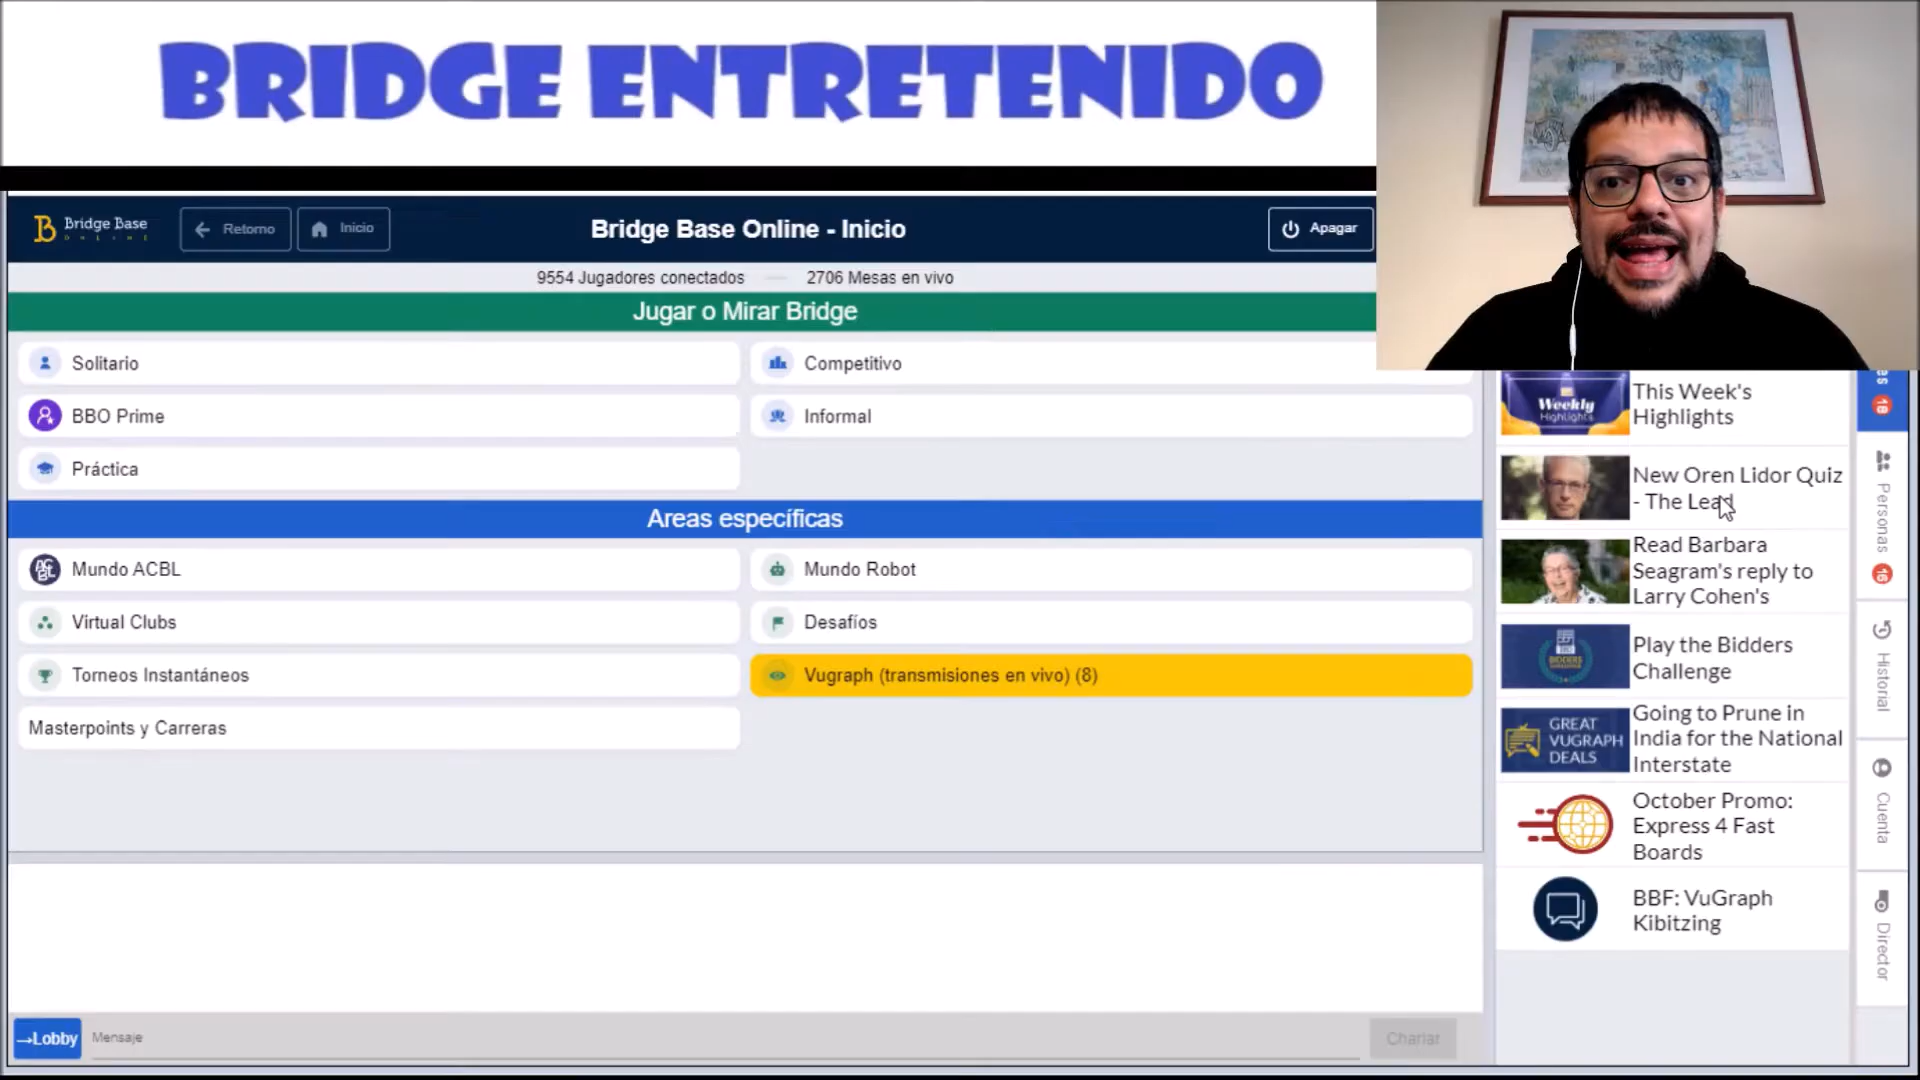 BRIDGE ENTRETENIDO
Bridge Base
ONLINE
Retorno
Inicio
Bridge Base Online - Inicio
Apagar
9554 Jugadores conectados
2706 Mesas en vivo
Jugar o Mirar Bridge
Solitario
Competitivo
BBO Prime
Informal
Práctica
Areas específicas
Mundo ACBL
Mundo Robot
Virtual Clubs
Desafíos
Torneos Instantáneos
Vugraph (transmisiones en vivo) (8)
Masterpoints y Carreras
→Lobby
Mensaje
Charlar
Weekly
Highlights
This Week's
Highlights
New Oren Lidor Quiz
- The Lead
Read Barbara
Seagram's reply to
Larry Cohen's
BIDDERS
Play the Bidders
Challenge
GREAT
VUGRAPH
DEALS
Going to Prune in
India for the National
Interstate
October Promo:
Express 4 Fast
Boards
BBF: VuGraph
Kibitzing
es
18
Personas
16
Historial
Cuenta
Director